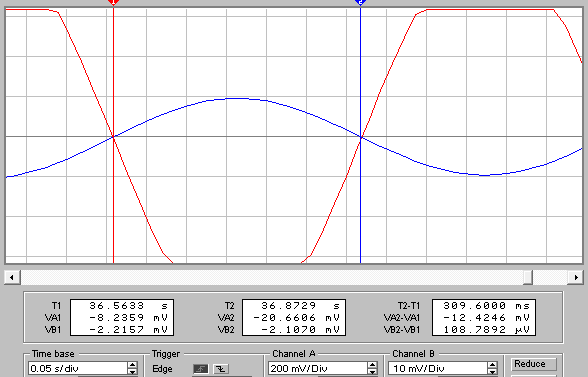 1 2
T1 36.5633 s T2 36.8729 s T2-T1 309.6000 ms
VA1 -8.2359 mV VA2 -20.6606 mV VA2-VA1 -12.4246 mV
VB1 -2.2157 mV VB2 -2.1070 mV VB2-VB1 108.7892 µV
Time base Trigger Channel A Channel B Reduce
0.05 s/div Edge 200 mV/Div 10 mV/Div